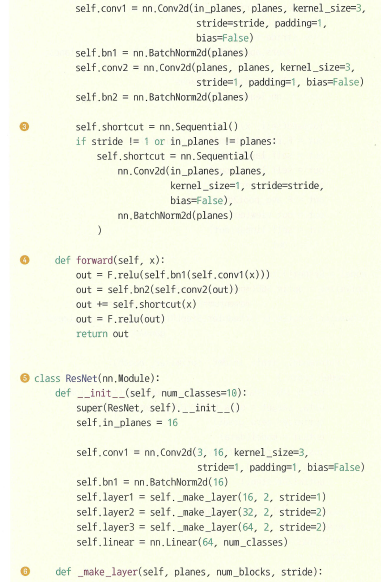 self.conv1 = nn.Conv2d(in_planes, planes, kernel_size=3,
stride=stride, padding=1,
bias=False)
self.bn1 = nn.BatchNorm2d(planes)
self.conv2 = nn.Conv2d(planes, planes, kernel_size=3,
stride=1, padding=1, bias=False)
self.bn2 = nn.BatchNorm2d(planes)
❸ self.shortcut = nn.Sequential()
if stride != 1 or in_planes != planes:
self.shortcut = nn.Sequential(
nn.Conv2d(in_planes, planes,
kernel_size=1, stride=stride,
bias=False),
nn.BatchNorm2d(planes)
)
❹ def forward(self, x):
out = F.relu(self.bn1(self.conv1(x)))
out = self.bn2(self.conv2(out))
out += self.shortcut(x)
out = F.relu(out)
return out
❺ class ResNet(nn.Module):
def __init__(self, num_classes=10):
super(ResNet, self).__init__()
self.in_planes = 16
self.conv1 = nn.Conv2d(3, 16, kernel_size=3,
stride=1, padding=1, bias=False)
self.bn1 = nn.BatchNorm2d(16)
self.layer1 = self._make_layer(16, 2, stride=1)
self.layer2 = self._make_layer(32, 2, stride=2)
self.layer3 = self._make_layer(64, 2, stride=2)
self.linear = nn.Linear(64, num_classes)
❻ def _make_layer(self, planes, num_blocks, stride):